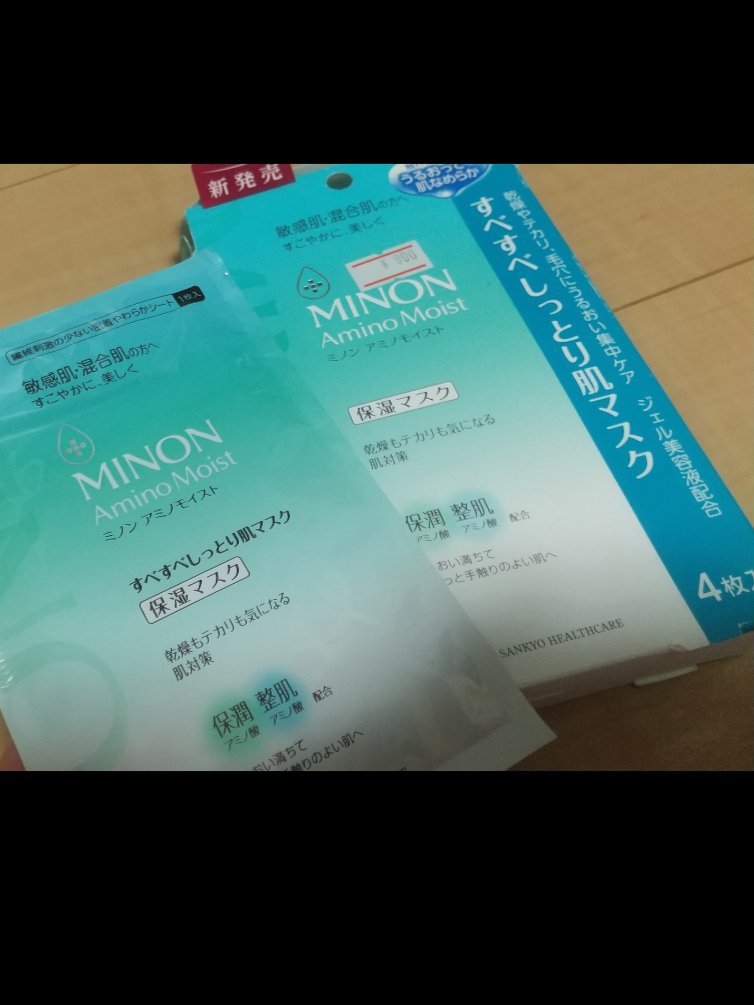 新発売
うるおって
肌なめらか
敏感肌・混合肌の方へ
すこやかに、美しく
¥ 900
MINON
Amino Moist
ミノン アミノモイスト
保湿マスク
乾燥もテカリも気になる
肌対策
保潤 整肌
アミノ酸 アミノ酸 配合
おい満ちて
っと手触りのよい肌へ
SANKYO HEALTHCARE
乾燥やテカリ、毛穴にうるおい集中ケア ジェル美容液配合
すべすべしっとり肌マスク
4枚入
繊維刺激の少ない密着やわらかシート 1枚入
敏感肌・混合肌の方へ
すこやかに、美しく
MINON
Amino Moist
ミノン アミノモイスト
すべすべしっとり肌マスク
保湿マスク
乾燥もテカリも気になる
肌対策
保潤 整肌
アミノ酸 アミノ酸 配合
おい満ちて
手触りのよい肌へ